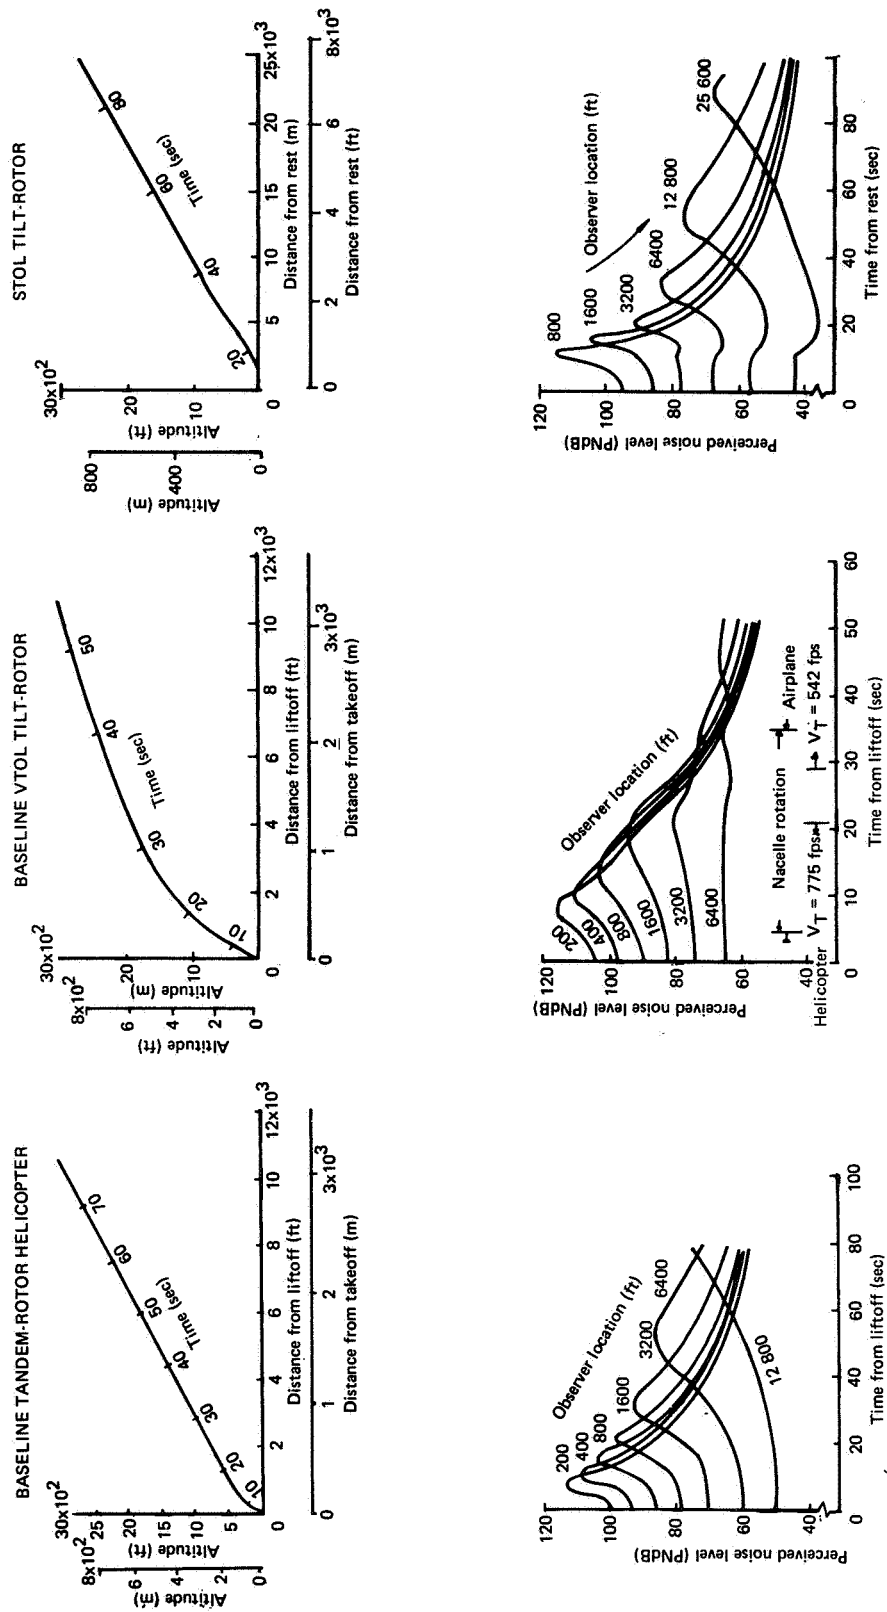 BASELINE TANDEM-ROTOR HELICOPTER
8x10²
6
4
2
0
Altitude (m)
30x10²
25
20
15
10
5
0
Altitude (ft)
10
20
30
40
50
60
70
Time (sec)
0
2
4
6
8
10
12x10³
Distance from liftoff (ft)
0
1
2
3x10³
Distance from takeoff (m)
BASELINE VTOL TILT-ROTOR
8x10²
6
4
2
0
Altitude (ft)
30x10²
20
10
0
Altitude (m)
10
20
30
40
50
Time (sec)
0
2
4
6
8
10
12x10³
Distance from liftoff (ft)
0
1
2
3x10³
Distance from takeoff (m)
STOL TILT-ROTOR
800
400
0
Altitude (m)
30x10²
20
10
0
Altitude (ft)
20
40
60
80
Time (sec)
0
5
10
15
20
25x10³
Distance from rest (m)
0
2
4
6
8x10³
Distance from rest (ft)
120
100
80
60
40
Perceived noise level (PNdB)
Observer location (ft)
200
400
800
1600
3200
6400
12 800
0
20
40
60
80
100
Time from liftoff (sec)
120
100
80
60
40
Perceived noise level (PNdB)
Observer location (ft)
200
400
800
1600
3200
6400
Nacelle rotation
Helicopter
Airplane
V_T = 775 fps
V_T = 542 fps
0
10
20
30
40
50
60
Time from liftoff (sec)
120
100
80
60
40
Perceived noise level (PNdB)
Observer location (ft)
800
1600
3200
6400
12 800
25 600
0
20
40
60
80
Time from rest (sec)